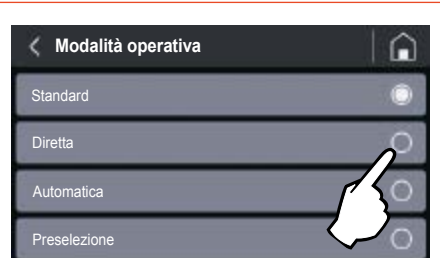 Modalità operativa
Standard
Diretta
Automatica
Preselezione